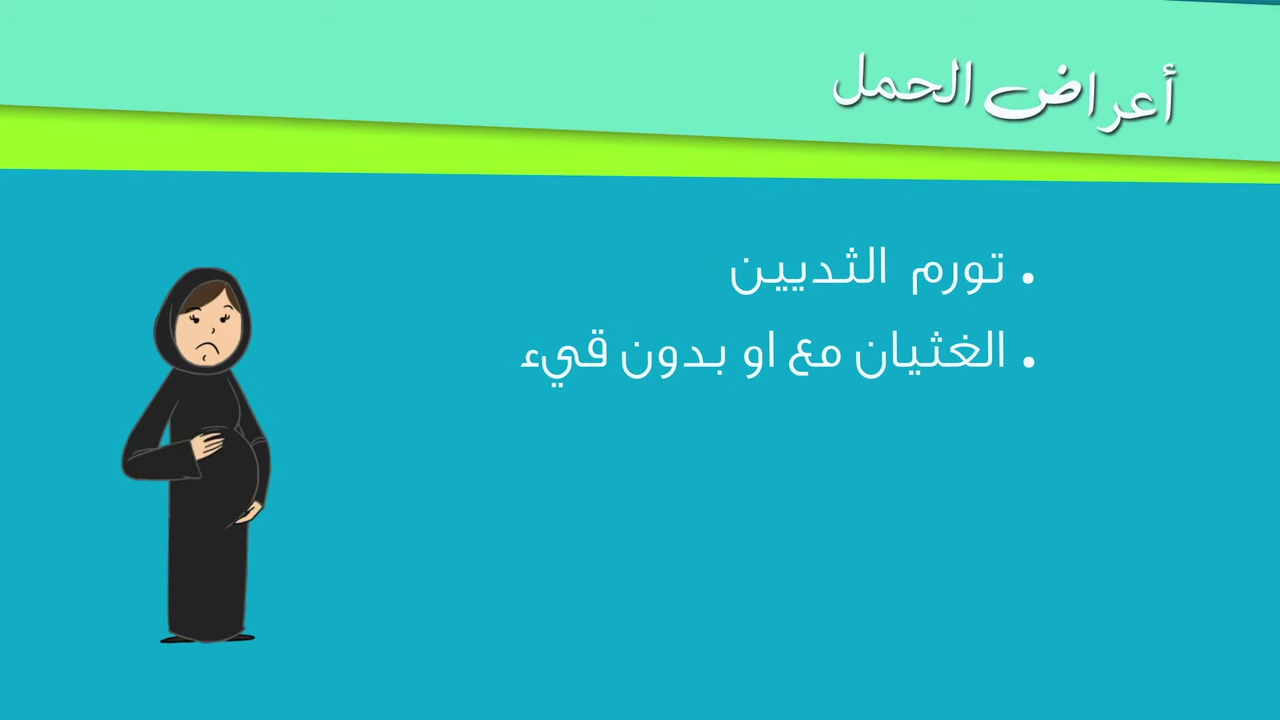 أعراض الحمل
• تورم الثديين
• الغثيان مع او بدون قيء